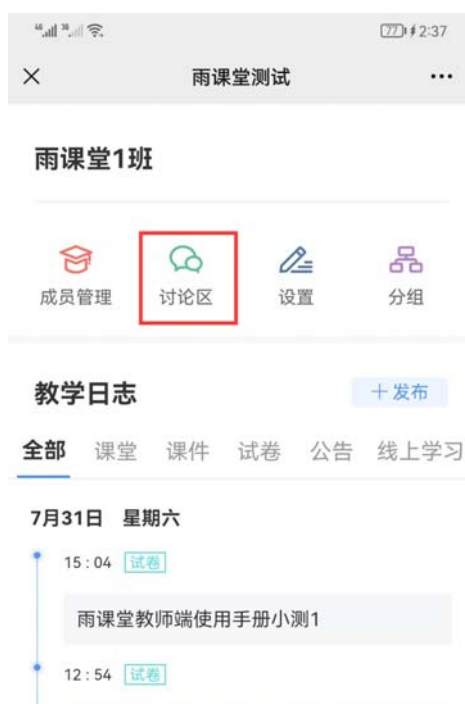 46 36 77 2:37
× 雨课堂测试 •••
雨课堂1班
成员管理 讨论区 设置 分组
教学日志 +发布
全部 课堂 课件 试卷 公告 线上学习
7月31日 星期六
15:04 试卷
雨课堂教师端使用手册小测1
12:54 试卷